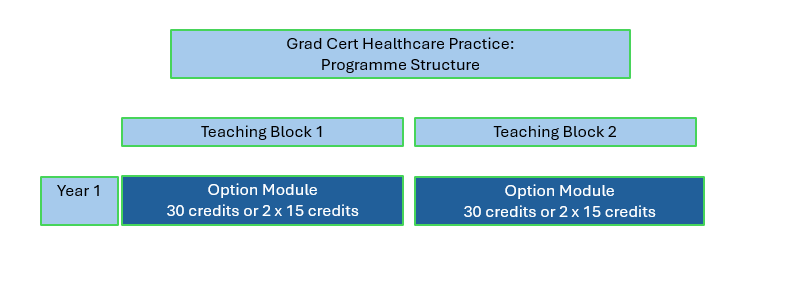 Grad Cert Healthcare Practice:
Programme Structure
Teaching Block 1
Teaching Block 2
Year 1
Option Module
30 credits or 2 x 15 credits
Option Module
30 credits or 2 x 15 credits